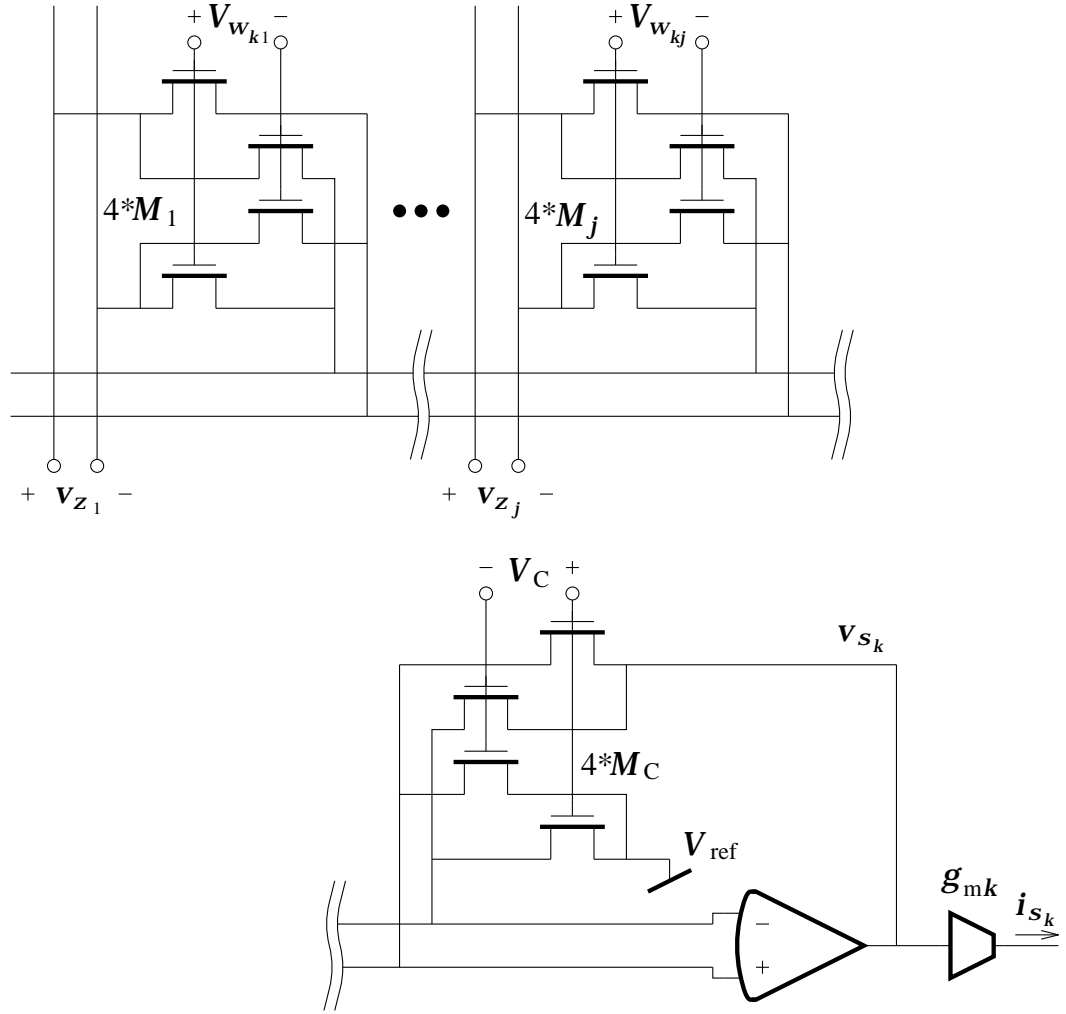 + V_{w_{k1}} − + V_{w_{kj}} −
4*M_1 4*M_j
+ v_{z_1} − + v_{z_j} −
− V_C +
v_{s_k}
4*M_C
V_ref
g_{mk}
i_{s_k}
−
+